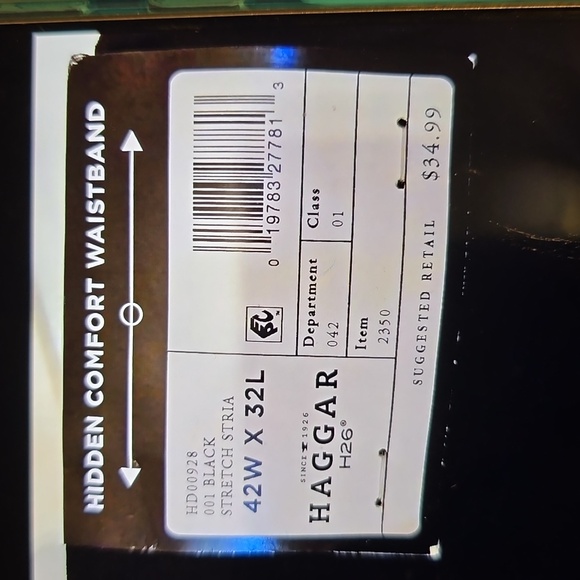 HIDDEN COMFORT WAISTBAND
HD00928
001 BLACK
STRETCH STRIA
42W X 32L
SINCE 1926
HAGGAR
H26®
0 19783 27781 3
Department
042
Class
01
Item
2350
SUGGESTED RETAIL $34.99